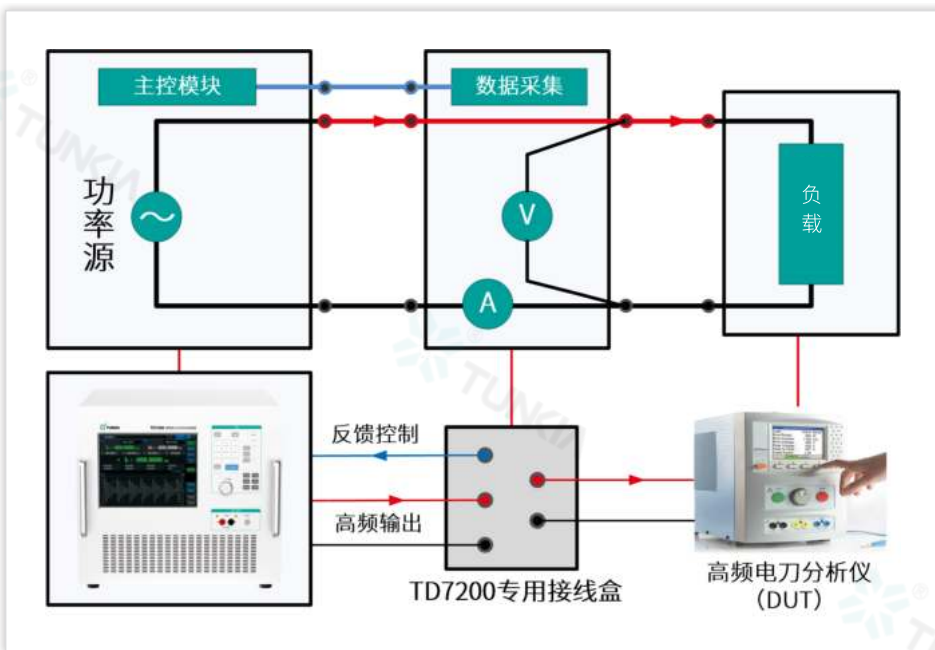 主控模块
数据采集
功率源
V
A
负载
反馈控制
高频输出
TD7200专用接线盒
高频电刀分析仪
（DUT）
TUNKIA
TUNKIA